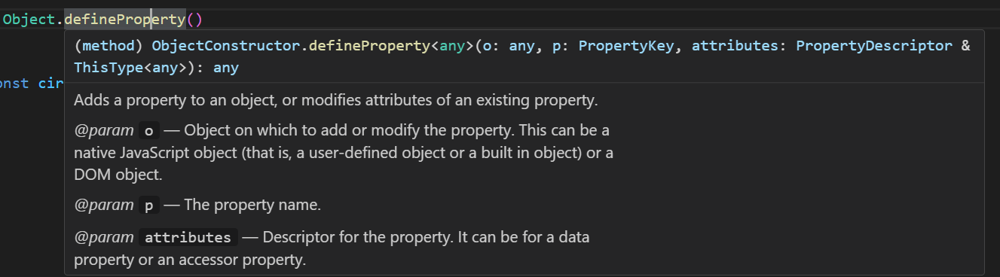 Object.defineProperty()
(method) ObjectConstructor.defineProperty<any>(o: any, p: PropertyKey, attributes: PropertyDescriptor &
ThisType<any>): any
onst cir
Adds a property to an object, or modifies attributes of an existing property.
@param o — Object on which to add or modify the property. This can be a
native JavaScript object (that is, a user-defined object or a built in object) or a
DOM object.
@param p — The property name.
@param attributes — Descriptor for the property. It can be for a data
property or an accessor property.